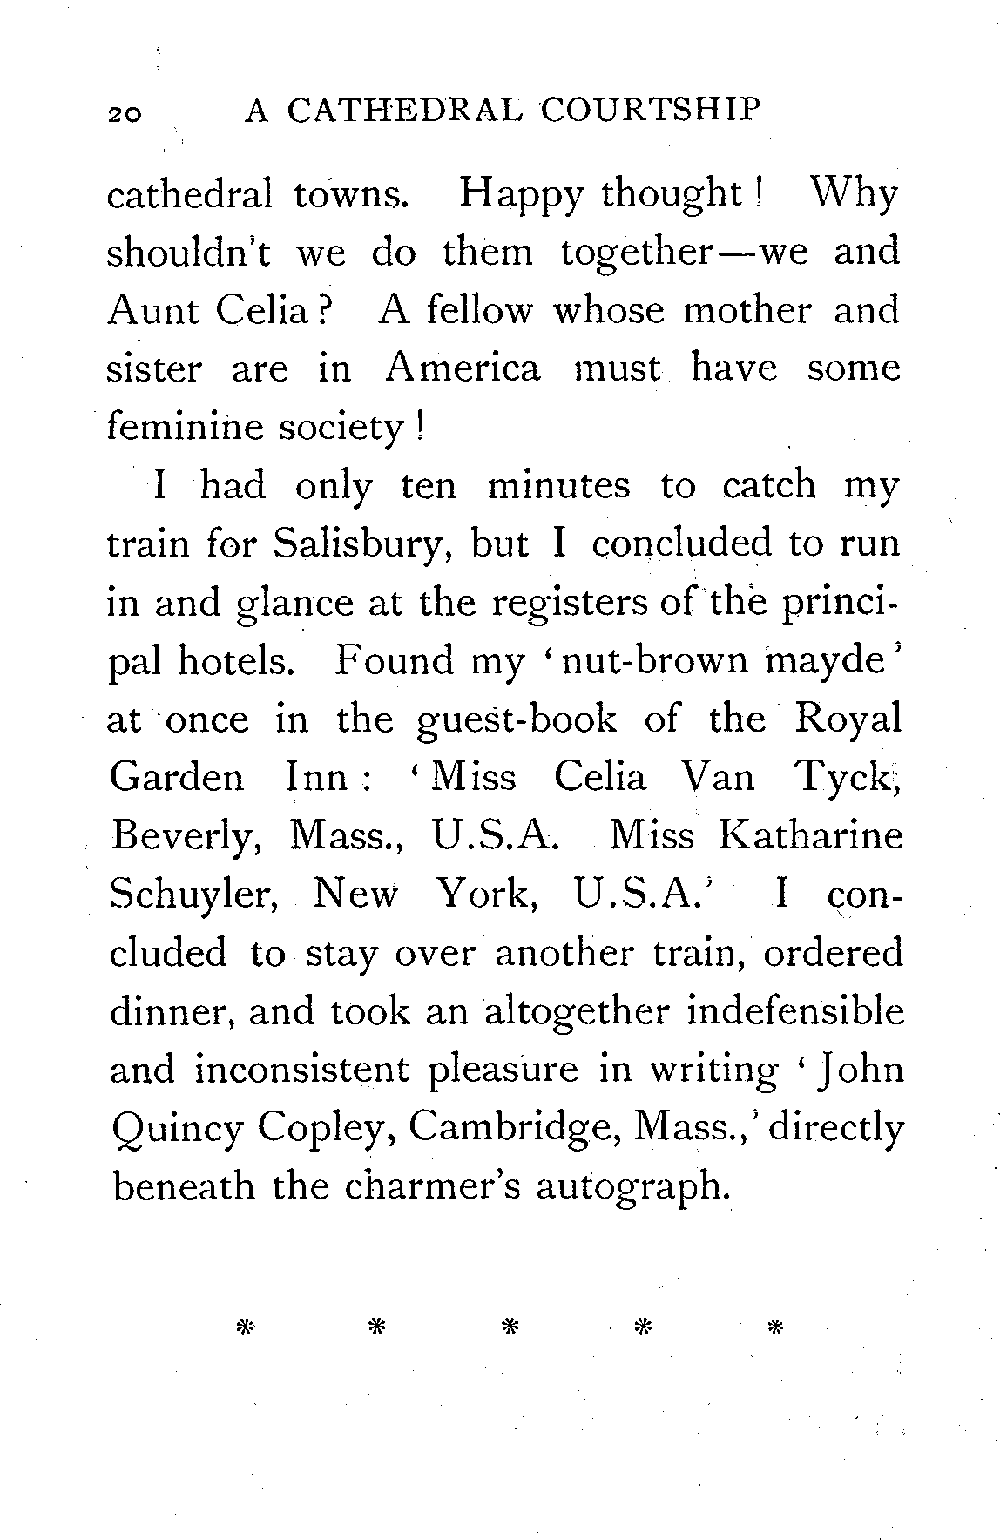 20 A CATHEDRAL COURTSHIP
cathedral towns. Happy thought! Why
shouldn't we do them together—we and
Aunt Celia? A fellow whose mother and
sister are in America must have some
feminine society!
I had only ten minutes to catch my
train for Salisbury, but I concluded to run
in and glance at the registers of the princi-
pal hotels. Found my ‘nut-brown mayde’
at once in the guest-book of the Royal
Garden Inn: ‘Miss Celia Van Tyck,
Beverly, Mass., U.S.A. Miss Katharine
Schuyler, New York, U.S.A.’ I con-
cluded to stay over another train, ordered
dinner, and took an altogether indefensible
and inconsistent pleasure in writing ‘John
Quincy Copley, Cambridge, Mass.,’ directly
beneath the charmer's autograph.
* * * * *